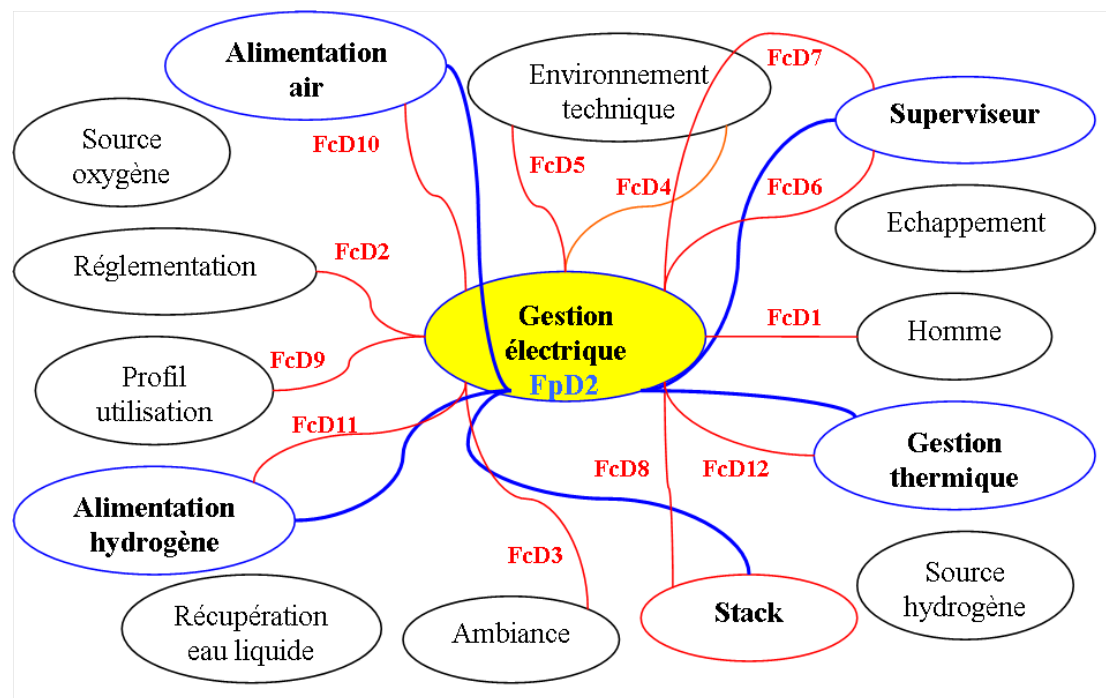 Alimentation
air
Environnement
technique
FcD7
Superviseur
Source
oxygène
FcD10
FcD5
FcD4
FcD6
Echappement
Réglementation
FcD2
Gestion
électrique
FpD2
FcD1
Homme
Profil
utilisation
FcD9
FcD11
FcD8
FcD12
Gestion
thermique
Alimentation
hydrogène
FcD3
Source
hydrogène
Récupération
eau liquide
Ambiance
Stack